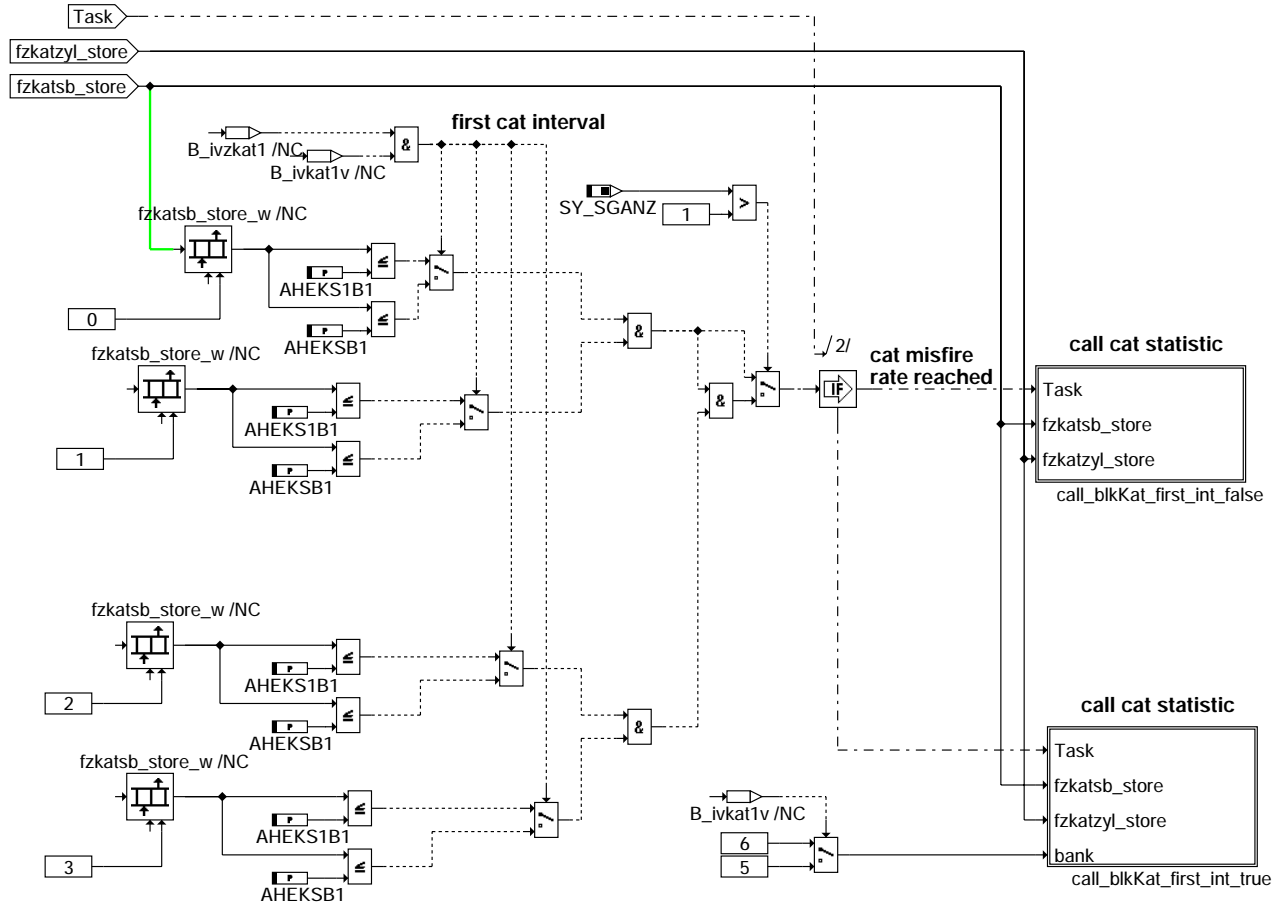 Task
fzkatzyl_store
fzkatsb_store
first cat interval
B_ivzkat1 /NC
&
B_ivkat1v /NC
SY_SGANZ
1
>
fzkatsb_store_w /NC
P
AHEKS1B1
≤
P
AHEKSB1
≤
0
&
fzkatsb_store_w /NC
/ 2/
cat misfire
rate reached
IF
call cat statistic
Task
fzkatsb_store
fzkatzyl_store
call_blkKat_first_int_false
P
AHEKS1B1
≤
&
1
P
AHEKSB1
≤
fzkatsb_store_w /NC
P
AHEKS1B1
≤
2
P
AHEKSB1
≤
&
fzkatsb_store_w /NC
P
AHEKS1B1
≤
3
P
AHEKSB1
≤
B_ivkat1v /NC
6
5
call cat statistic
Task
fzkatsb_store
fzkatzyl_store
bank
call_blkKat_first_int_true